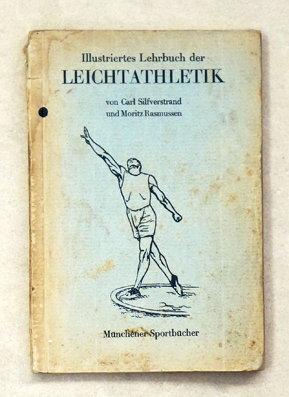 Illustriertes Lehrbuch der
LEICHTATHLETIK
von Carl Silfverstrand
und Moritz Rasmussen
Münchener Sportbücher